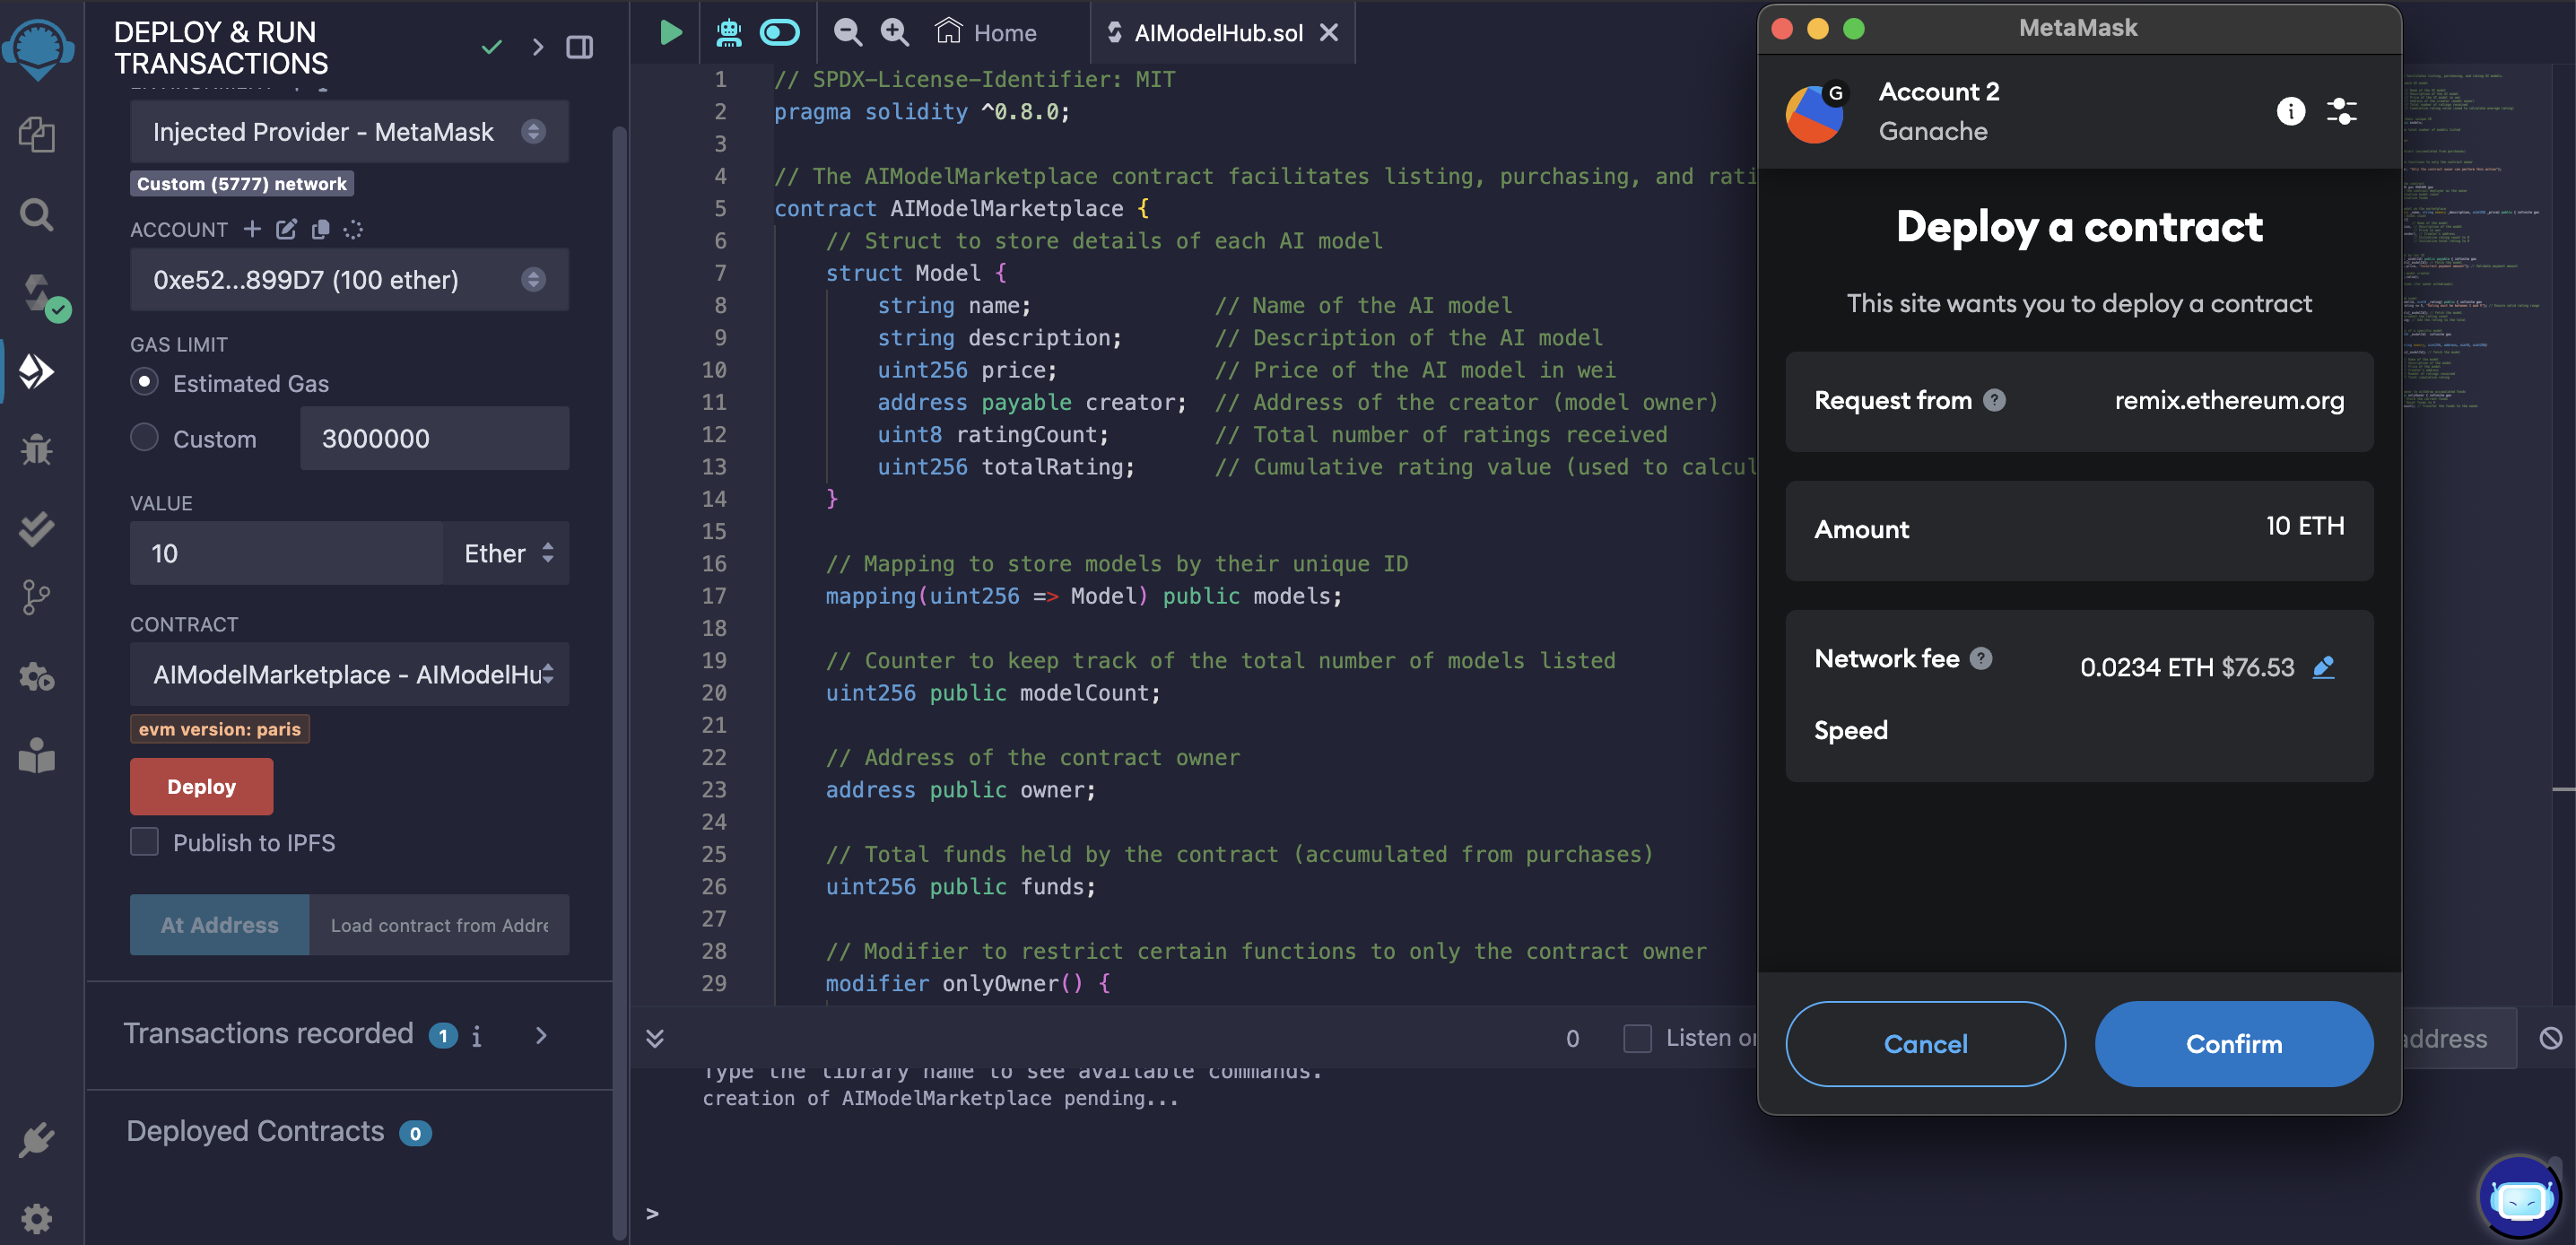 DEPLOY & RUN
TRANSACTIONS
Injected Provider - MetaMask
Custom (5777) network
ACCOUNT
0xe52...899D7 (100 ether)
GAS LIMIT
Estimated Gas
Custom
3000000
VALUE
10
Ether
CONTRACT
AIModelMarketplace - AIModelHu
evm version: paris
Deploy
Publish to IPFS
At Address
Load contract from Addre
Transactions recorded 1 i
Deployed Contracts 0
Home
AIModelHub.sol
1 // SPDX-License-Identifier: MIT
2 pragma solidity ^0.8.0;
3
4 // The AIModelMarketplace contract facilitates listing, purchasing, and rati
5 contract AIModelMarketplace {
6 // Struct to store details of each AI model
7 struct Model {
8 string name; // Name of the AI model
9 string description; // Description of the AI model
10 uint256 price; // Price of the AI model in wei
11 address payable creator; // Address of the creator (model owner)
12 uint8 ratingCount; // Total number of ratings received
13 uint256 totalRating; // Cumulative rating value (used to calcul
14 }
15
16 // Mapping to store models by their unique ID
17 mapping(uint256 => Model) public models;
18
19 // Counter to keep track of the total number of models listed
20 uint256 public modelCount;
21
22 // Address of the contract owner
23 address public owner;
24
25 // Total funds held by the contract (accumulated from purchases)
26 uint256 public funds;
27
28 // Modifier to restrict certain functions to only the contract owner
29 modifier onlyOwner() {
0
Listen on
address
Type the library name to see available commands.
creation of AIModelMarketplace pending...
>
MetaMask
G
Account 2
Ganache
Deploy a contract
This site wants you to deploy a contract
Request from ? remix.ethereum.org
Amount 10 ETH
Network fee ? 0.0234 ETH $76.53
Speed
Cancel
Confirm